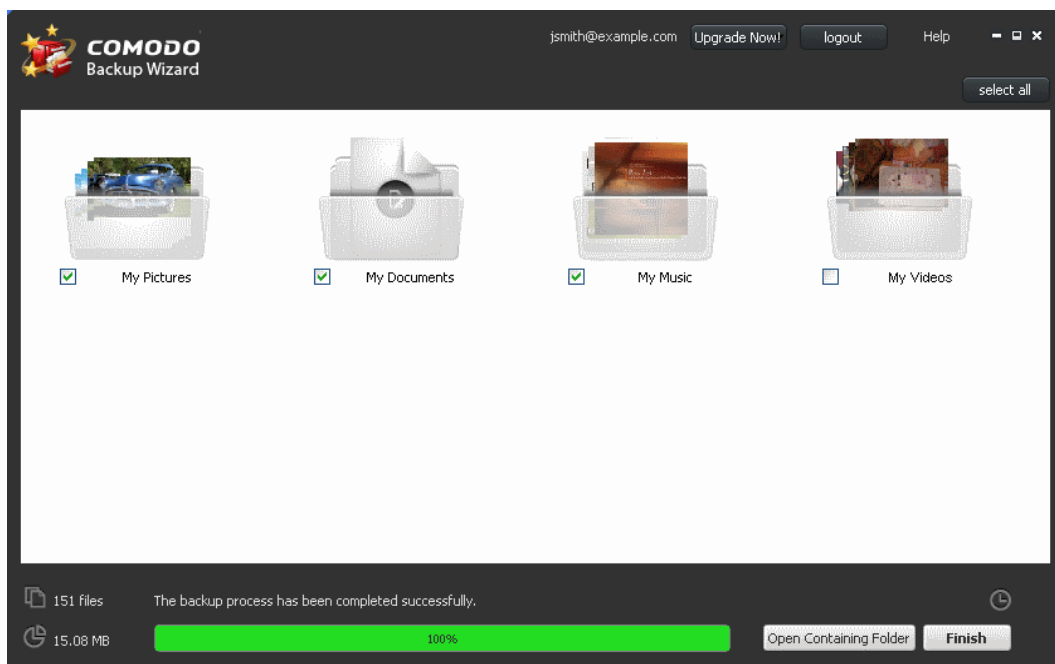 COMODO
Backup Wizard
jsmith@example.com
Upgrade Now!
logout
Help
select all
My Pictures
My Documents
My Music
My Videos
151 files
The backup process has been completed successfully.
15.08 MB
100%
Open Containing Folder
Finish